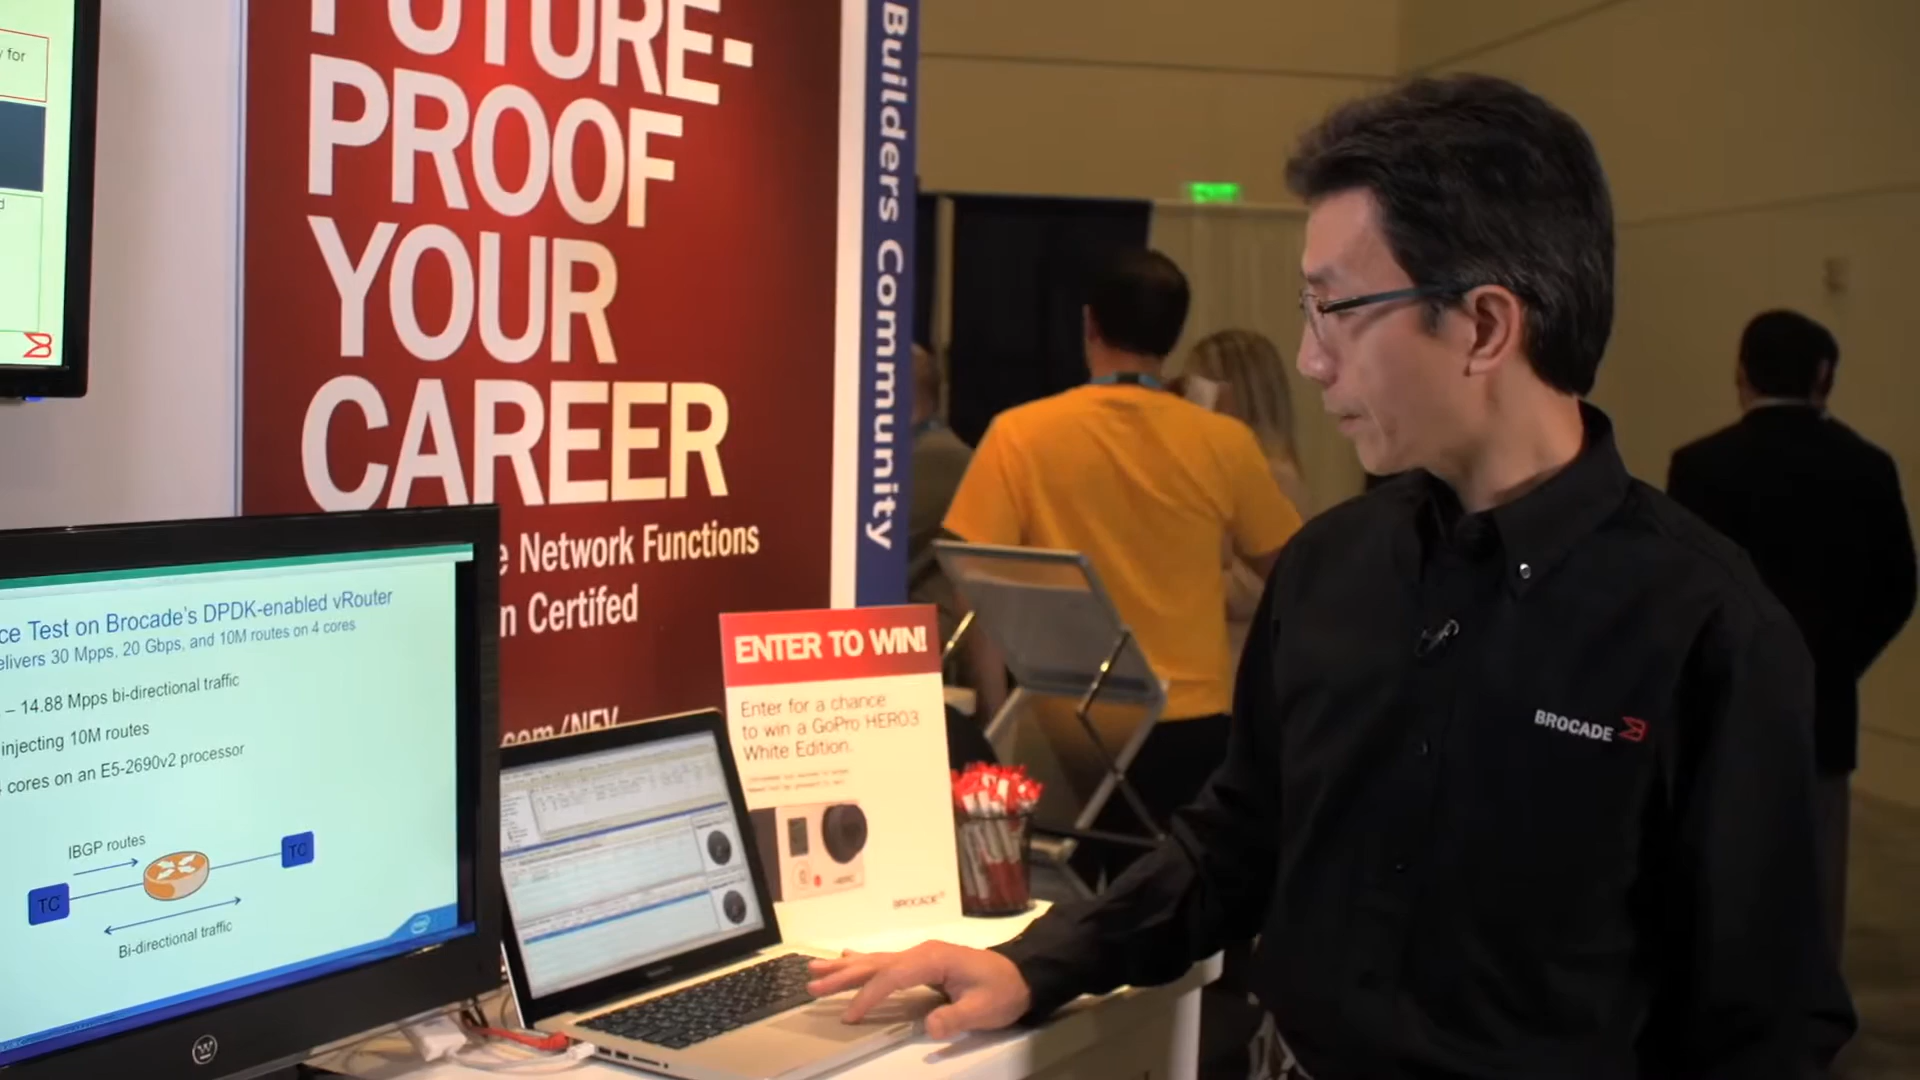 y for
d
FUTURE-
PROOF
YOUR
CAREER
e Network Functions
n Certifed
.com/NFV
Builders Community
ce Test on Brocade's DPDK-enabled vRouter
elivers 30 Mpps, 20 Gbps, and 10M routes on 4 cores
– 14.88 Mpps bi-directional traffic
injecting 10M routes
4 cores on an E5-2690v2 processor
IBGP routes
TC
TC
Bi-directional traffic
intel
ENTER TO WIN!
Enter for a chance
to win a GoPro HERO3
White Edition.
BROCADE
BROCADE